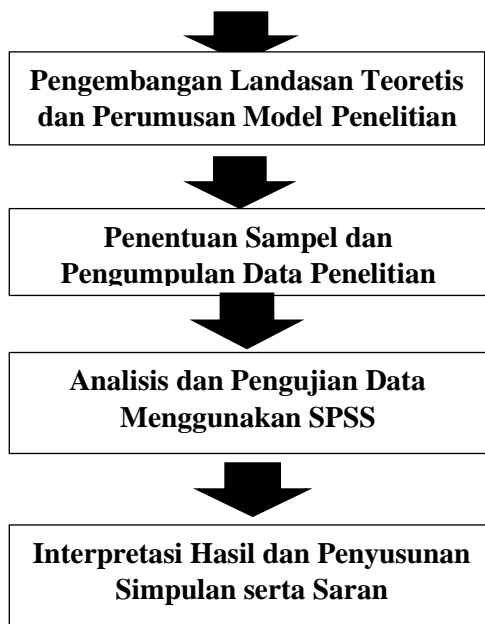 Pengembangan Landasan Teoretis
dan Perumusan Model Penelitian
Penentuan Sampel dan
Pengumpulan Data Penelitian
Analisis dan Pengujian Data
Menggunakan SPSS
Interpretasi Hasil dan Penyusunan
Simpulan serta Saran